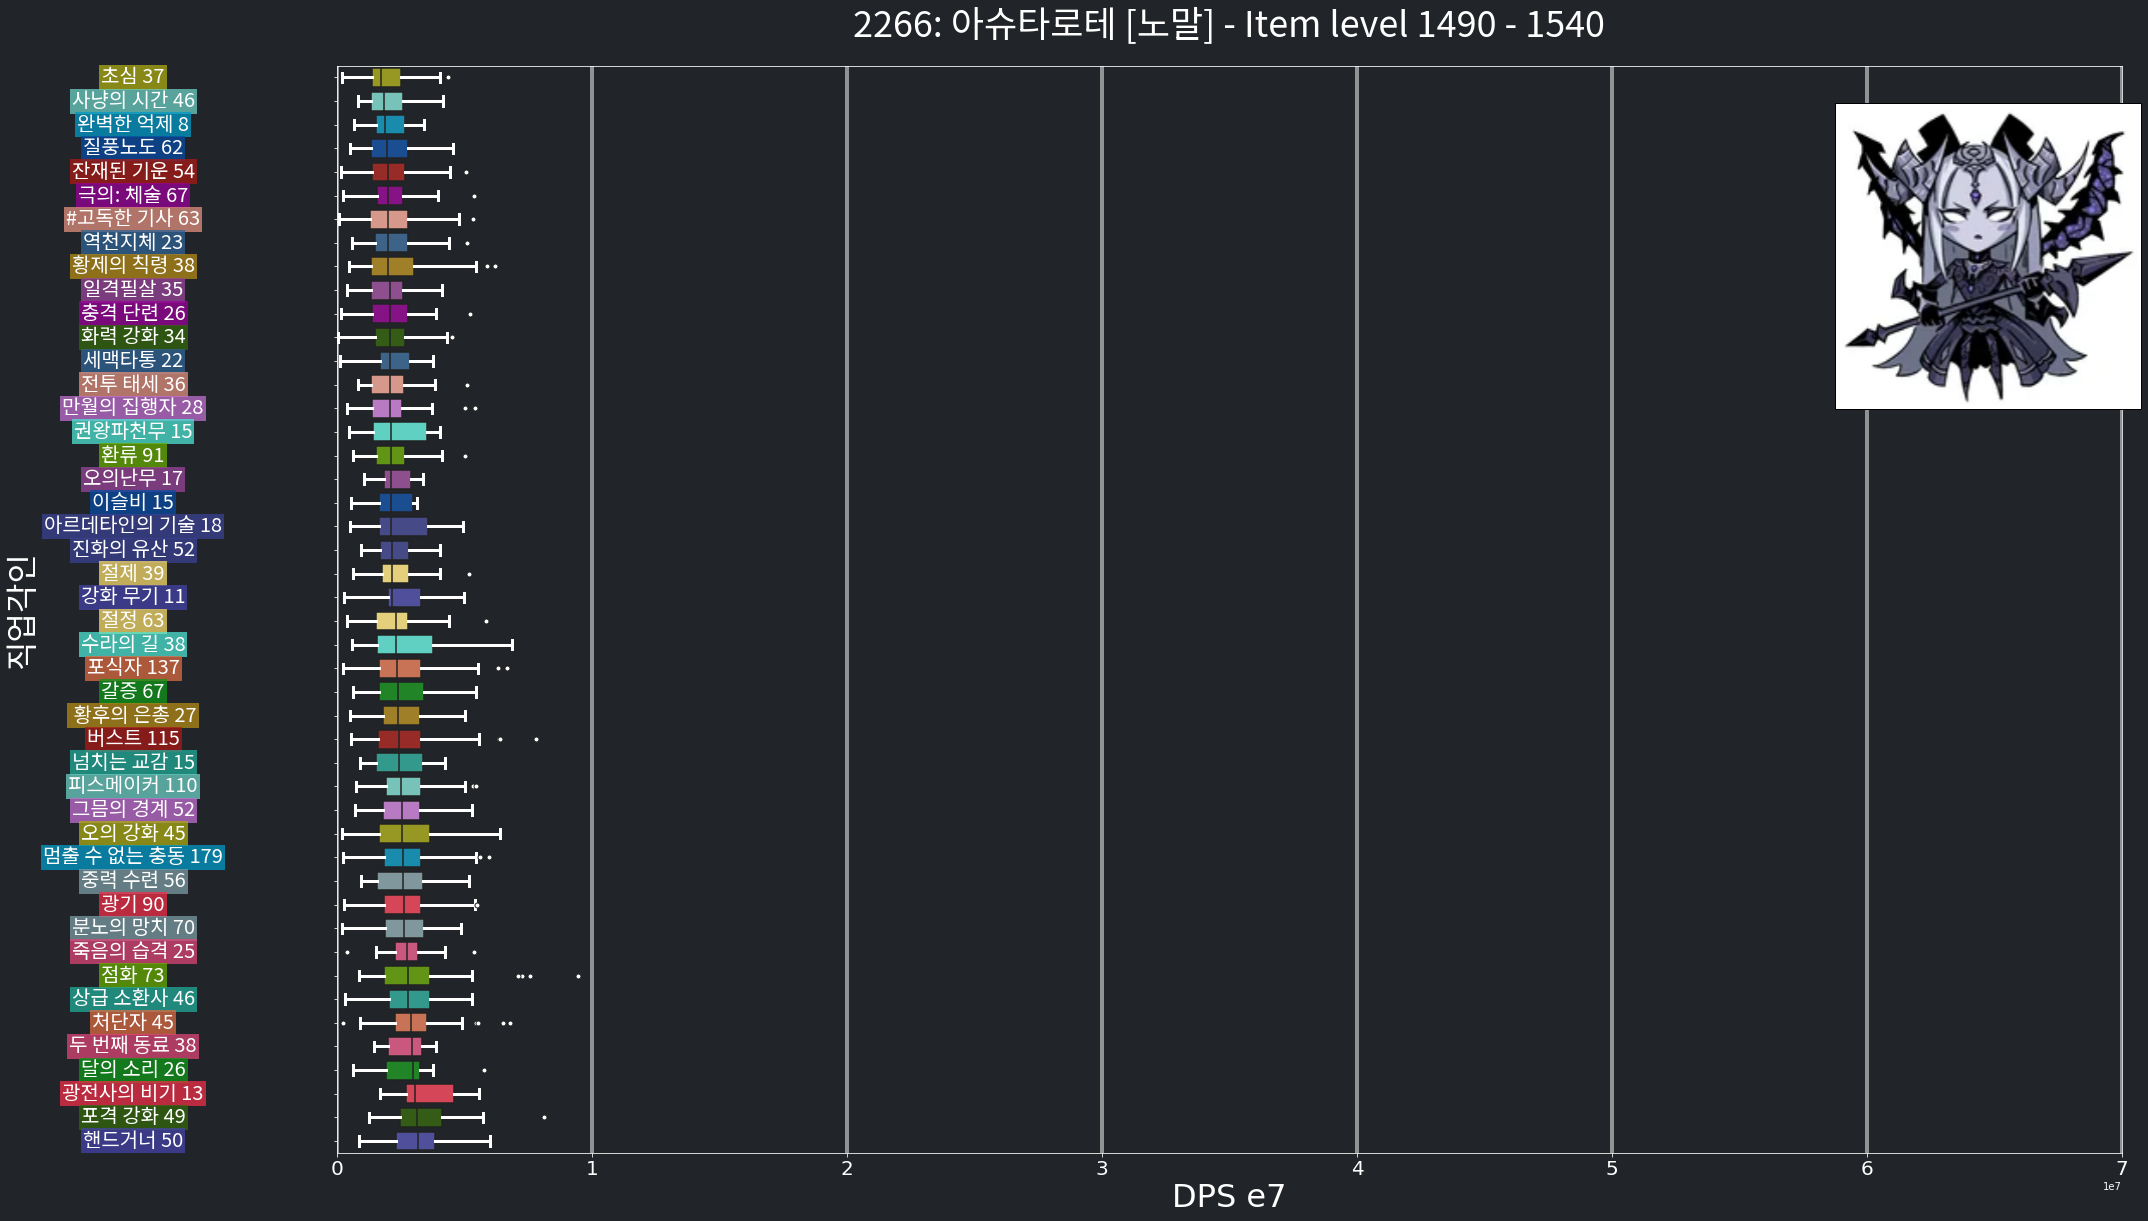 2266: 아슈타로테 [노말] - Item level 1490 - 1540
초심 37
사냥의 시간 46
완벽한 억제 8
질풍노도 62
잔재된 기운 54
극의: 체술 67
#고독한 기사 63
역천지체 23
황제의 칙령 38
일격필살 35
충격 단련 26
화력 강화 34
세맥타통 22
전투 태세 36
만월의 집행자 28
권왕파천무 15
환류 91
오의난무 17
이슬비 15
아르데타인의 기술 18
진화의 유산 52
절제 39
강화 무기 11
절정 63
수라의 길 38
포식자 137
갈증 67
황후의 은총 27
버스트 115
넘치는 교감 15
피스메이커 110
그믐의 경계 52
오의 강화 45
멈출 수 없는 충동 179
중력 수련 56
광기 90
분노의 망치 70
죽음의 습격 25
점화 73
상급 소환사 46
처단자 45
두 번째 동료 38
달의 소리 26
광전사의 비기 13
포격 강화 49
핸드거너 50
직업각인
0 1 2 3 4 5 6 7
1e7
DPS e7